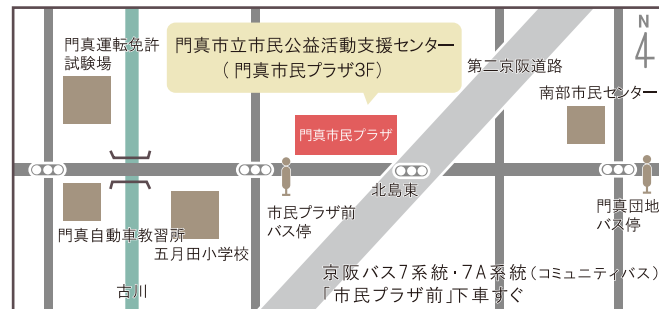 門真運転免許
試験場
門真市立市民公益活動支援センター
(門真市民プラザ3F)
第二京阪道路
N
南部市民センター
門真市民プラザ
北島東
市民プラザ前
バス停
門真団地
バス停
門真自動車教習所
五月田小学校
古川
京阪バス7系統・7A系統(コミュニティバス)
「市民プラザ前」下車すぐ